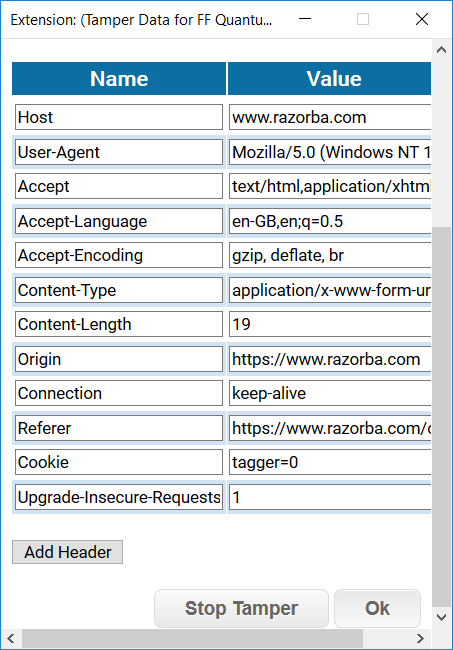 Extension: (Tamper Data for FF Quantu...
Name Value
Host www.razorba.com
User-Agent Mozilla/5.0 (Windows NT 1
Accept text/html,application/xhtml
Accept-Language en-GB,en;q=0.5
Accept-Encoding gzip, deflate, br
Content-Type application/x-www-form-ur
Content-Length 19
Origin https://www.razorba.com
Connection keep-alive
Referer https://www.razorba.com/c
Cookie tagger=0
Upgrade-Insecure-Requests 1
Add Header
Stop Tamper Ok